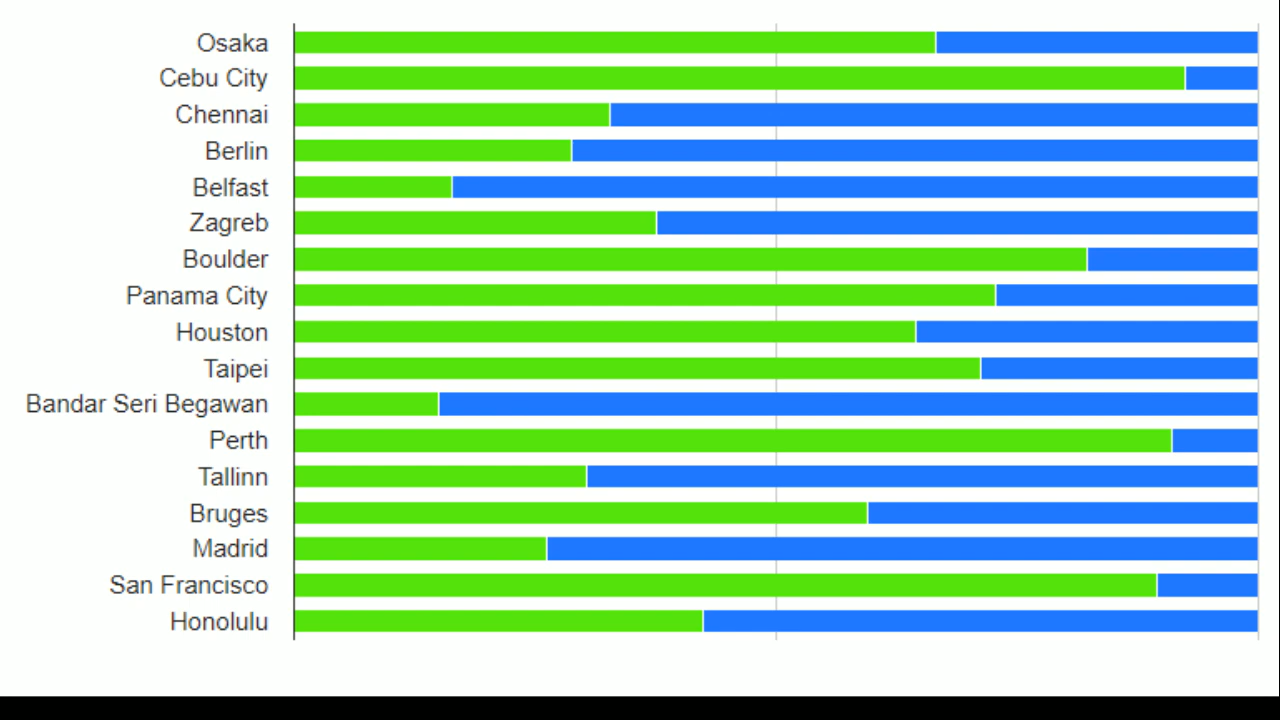 Osaka
Cebu City
Chennai
Berlin
Belfast
Zagreb
Boulder
Panama City
Houston
Taipei
Bandar Seri Begawan
Perth
Tallinn
Bruges
Madrid
San Francisco
Honolulu